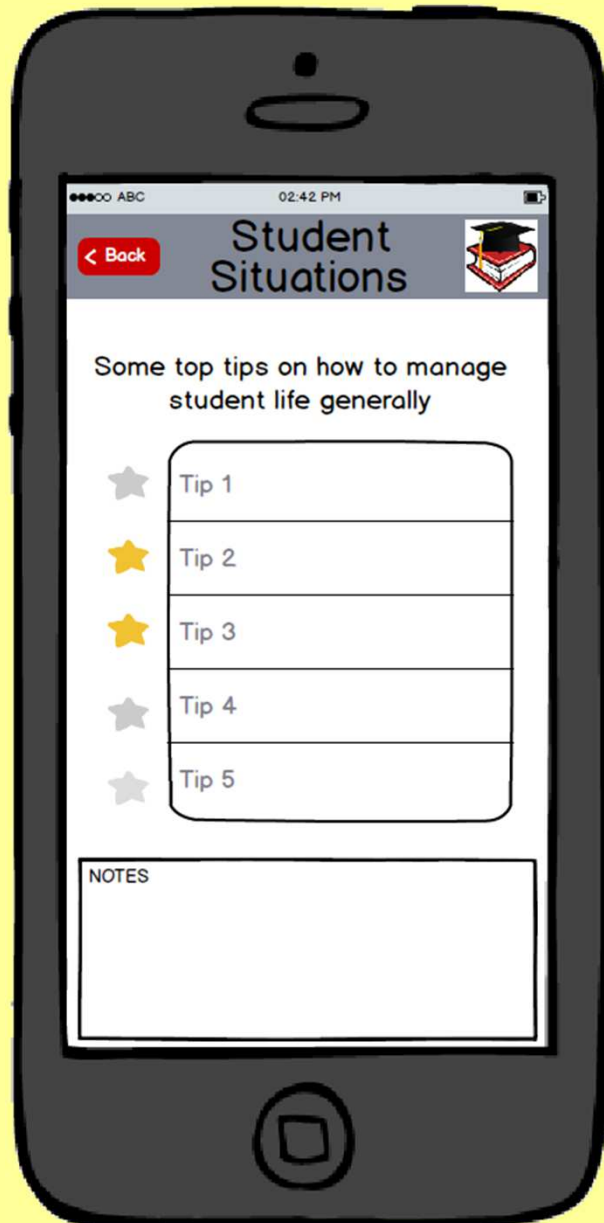 ABC
02:42 PM
< Back
Student
Situations
Some top tips on how to manage
student life generally
Tip 1
Tip 2
Tip 3
Tip 4
Tip 5
NOTES